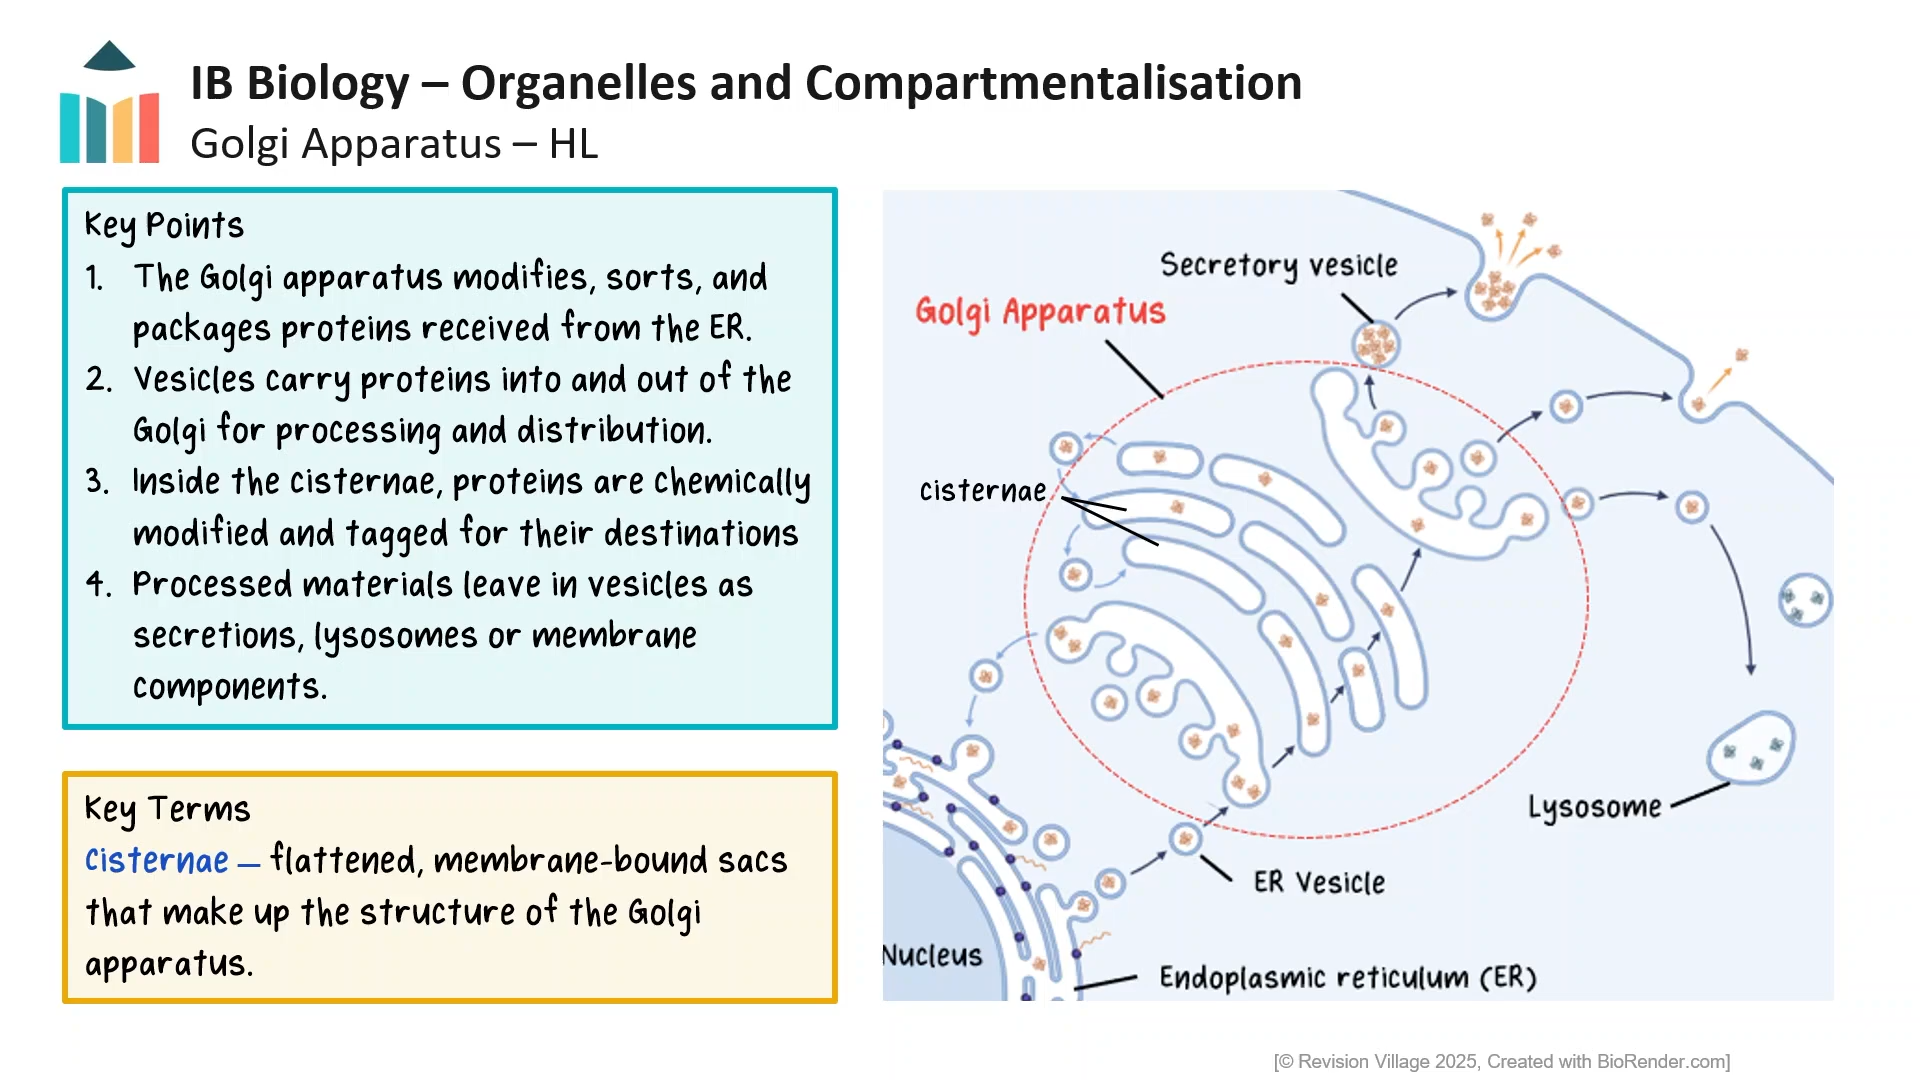 IB Biology – Organelles and Compartmentalisation
Golgi Apparatus – HL
Key Points
1. The Golgi apparatus modifies, sorts, and
packages proteins received from the ER.
2. Vesicles carry proteins into and out of the
Golgi for processing and distribution.
3. Inside the cisternae, proteins are chemically
modified and tagged for their destinations
4. Processed materials leave in vesicles as
secretions, lysosomes or membrane
components.
Key Terms
Cisternae – flattened, membrane-bound sacs
that make up the structure of the Golgi
apparatus.
Secretory vesicle
Golgi Apparatus
cisternae
Lysosome
ER Vesicle
Nucleus
Endoplasmic reticulum (ER)
[© Revision Village 2025, Created with BioRender.com]